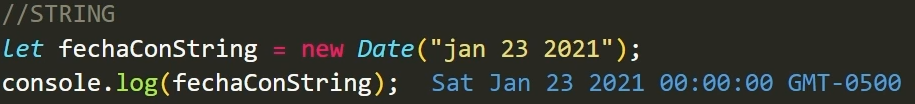 //STRING
let fechaConString = new Date("jan 23 2021");
console.log(fechaConString); Sat Jan 23 2021 00:00:00 GMT-0500